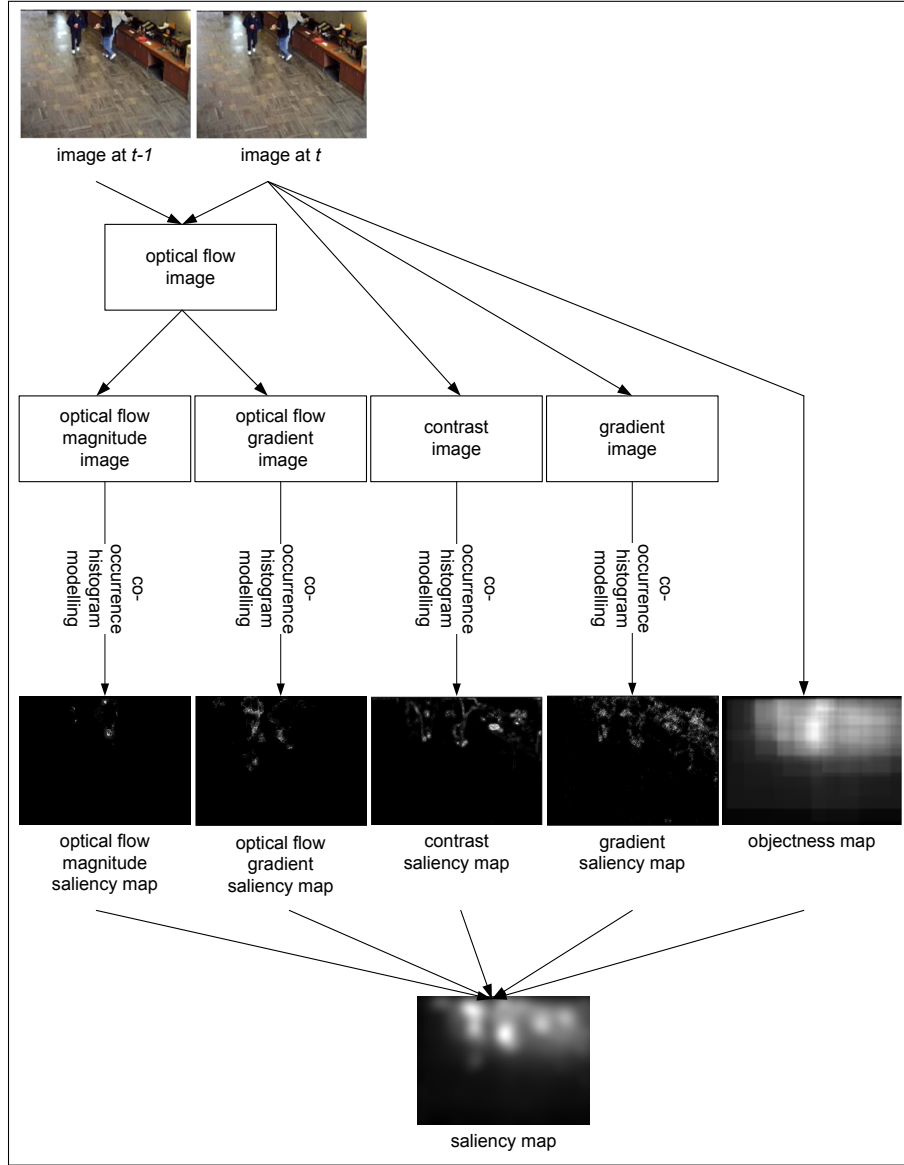 image at t-1
image at t
optical flow
image
optical flow
magnitude
image
optical flow
gradient
image
contrast
image
gradient
image
co-
occurrence
histogram
modelling
co-
occurrence
histogram
modelling
co-
occurrence
histogram
modelling
co-
occurrence
histogram
modelling
optical flow
magnitude
saliency map
optical flow
gradient
saliency map
contrast
saliency map
gradient
saliency map
objectness map
saliency map